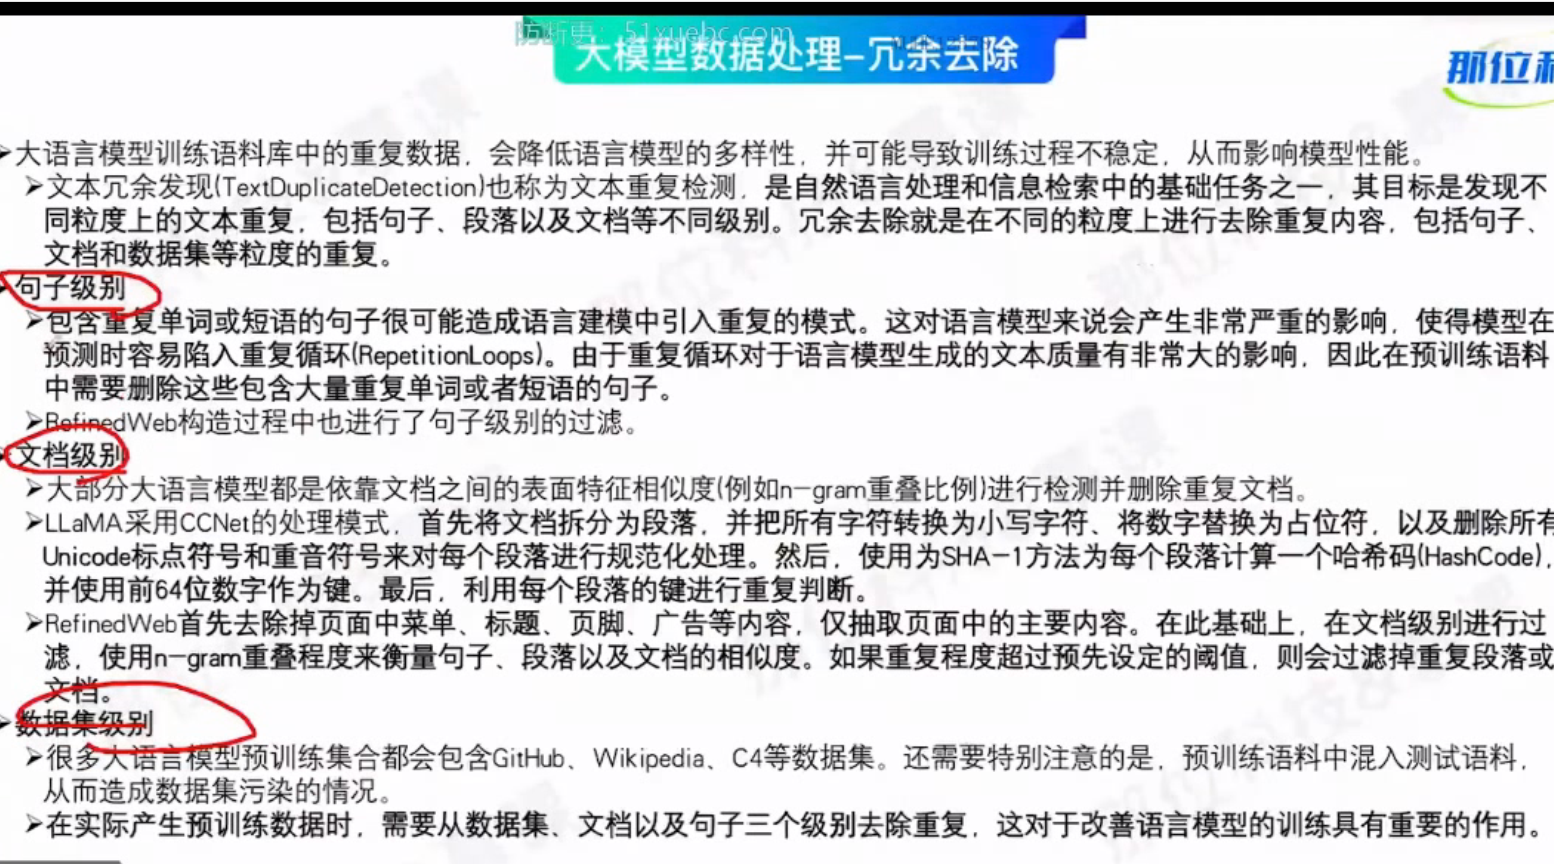 防断更：51xuebc.com
大模型数据处理-冗余去除
那位科
大语言模型训练语料库中的重复数据，会降低语言模型的多样性，并可能导致训练过程不稳定，从而影响模型性能。
文本冗余发现(TextDuplicateDetection)也称为文本重复检测，是自然语言处理和信息检索中的基础任务之一，其目标是发现不
同粒度上的文本重复，包括句子、段落以及文档等不同级别。冗余去除就是在不同的粒度上进行去除重复内容，包括句子、
文档和数据集等粒度的重复。
句子级别
包含重复单词或短语的句子很可能造成语言建模中引入重复的模式。这对语言模型来说会产生非常严重的影响，使得模型在
预测时容易陷入重复循环(RepetitionLoops)。由于重复循环对于语言模型生成的文本质量有非常大的影响，因此在预训练语料
中需要删除这些包含大量重复单词或者短语的句子。
RefinedWeb构造过程中也进行了句子级别的过滤。
文档级别
大部分大语言模型都是依靠文档之间的表面特征相似度(例如n-gram重叠比例)进行检测并删除重复文档。
LLaMA采用CCNet的处理模式，首先将文档拆分为段落，并把所有字符转换为小写字符、将数字替换为占位符，以及删除所有
Unicode标点符号和重音符号来对每个段落进行规范化处理。然后，使用为SHA-1方法为每个段落计算一个哈希码(HashCode)，
并使用前64位数字作为键。最后，利用每个段落的键进行重复判断。
RefinedWeb首先去除掉页面中菜单、标题、页脚、广告等内容，仅抽取页面中的主要内容。在此基础上，在文档级别进行过
滤，使用n-gram重叠程度来衡量句子、段落以及文档的相似度。如果重复程度超过预先设定的阈值，则会过滤掉重复段落或
文档。
数据集级别
很多大语言模型预训练集合都会包含GitHub、Wikipedia、C4等数据集。还需要特别注意的是，预训练语料中混入测试语料，
从而造成数据集污染的情况。
在实际产生预训练数据时，需要从数据集、文档以及句子三个级别去除重复，这对于改善语言模型的训练具有重要的作用。